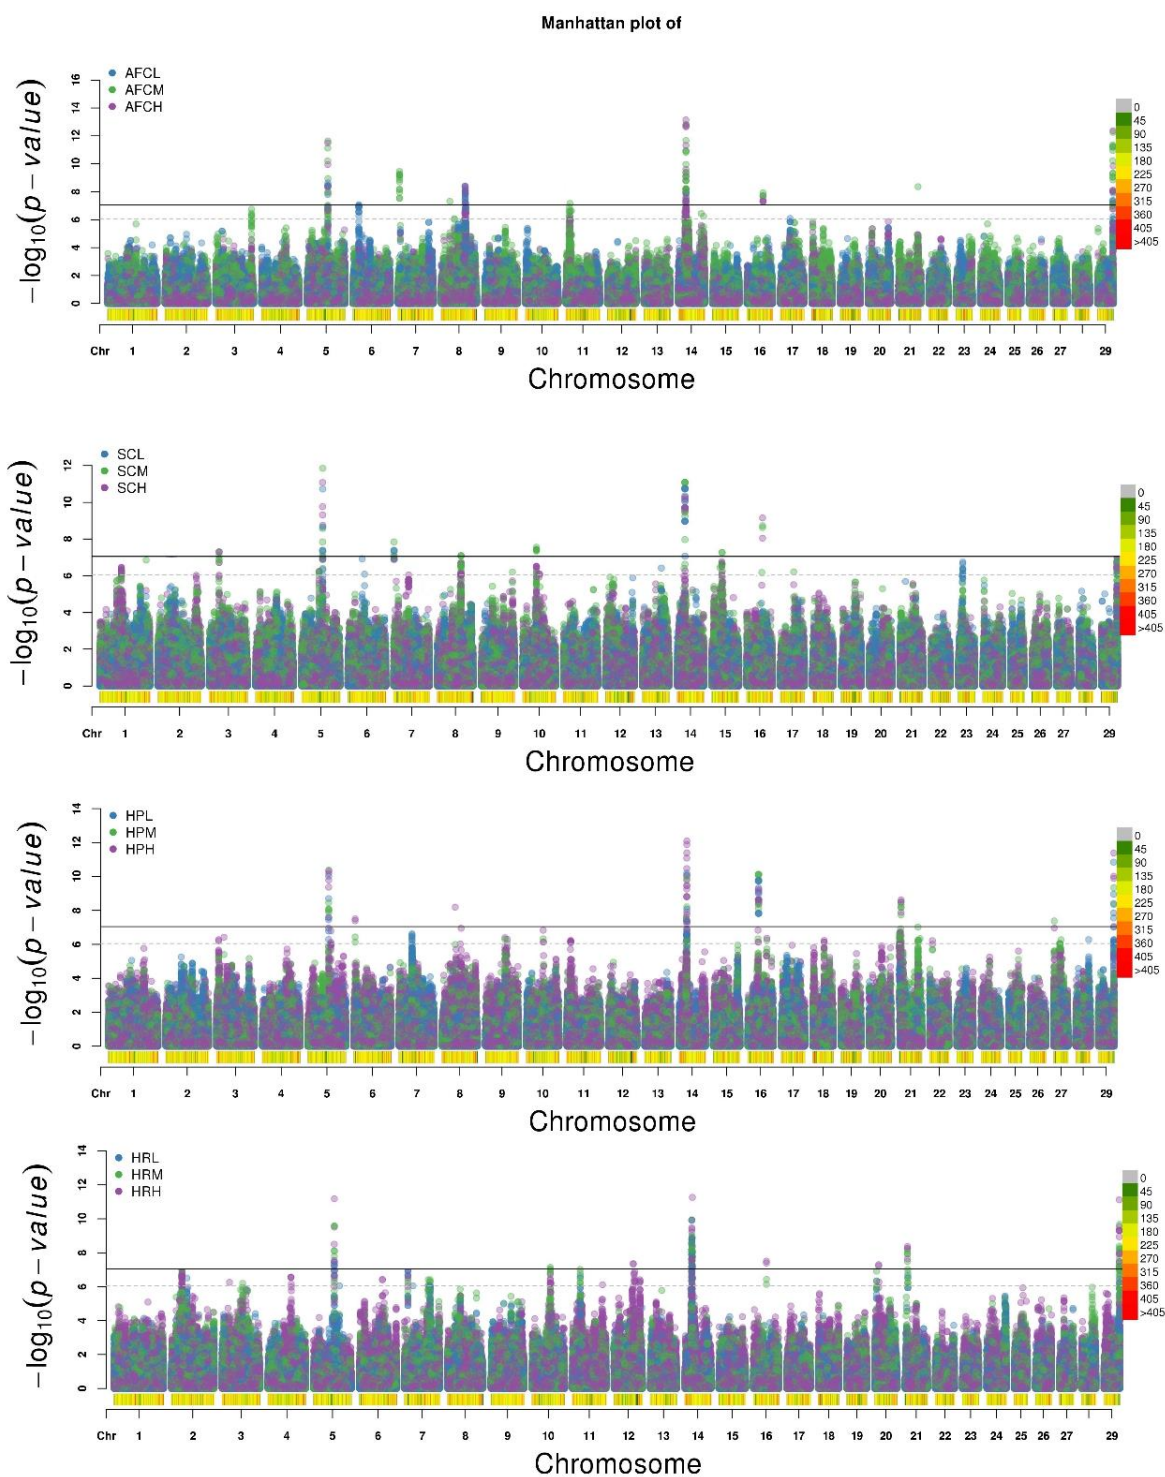 Manhattan plot of
AFCL
AFCM
AFCH
−log10(p − value)
0 2 4 6 8 10 12 14 16
0
45
90
135
180
225
270
315
360
405
>405
Chr 1 2 3 4 5 6 7 8 9 10 11 12 13 14 15 16 17 18 19 20 21 22 23 24 25 26 27 29
Chromosome
SCL
SCM
SCH
−log10(p − value)
0 2 4 6 8 10 12
0
45
90
135
180
225
270
315
360
405
>405
Chr 1 2 3 4 5 6 7 8 9 10 11 12 13 14 15 16 17 18 19 20 21 22 23 24 25 26 27 29
Chromosome
HPL
HPM
HPH
−log10(p − value)
0 2 4 6 8 10 12 14
0
45
90
135
180
225
270
315
360
405
>405
Chr 1 2 3 4 5 6 7 8 9 10 11 12 13 14 15 16 17 18 19 20 21 22 23 24 25 26 27 29
Chromosome
HRL
HRM
HRH
−log10(p − value)
0 2 4 6 8 10 12 14
0
45
90
135
180
225
270
315
360
405
>405
Chr 1 2 3 4 5 6 7 8 9 10 11 12 13 14 15 16 17 18 19 20 21 22 23 24 25 26 27 29
Chromosome